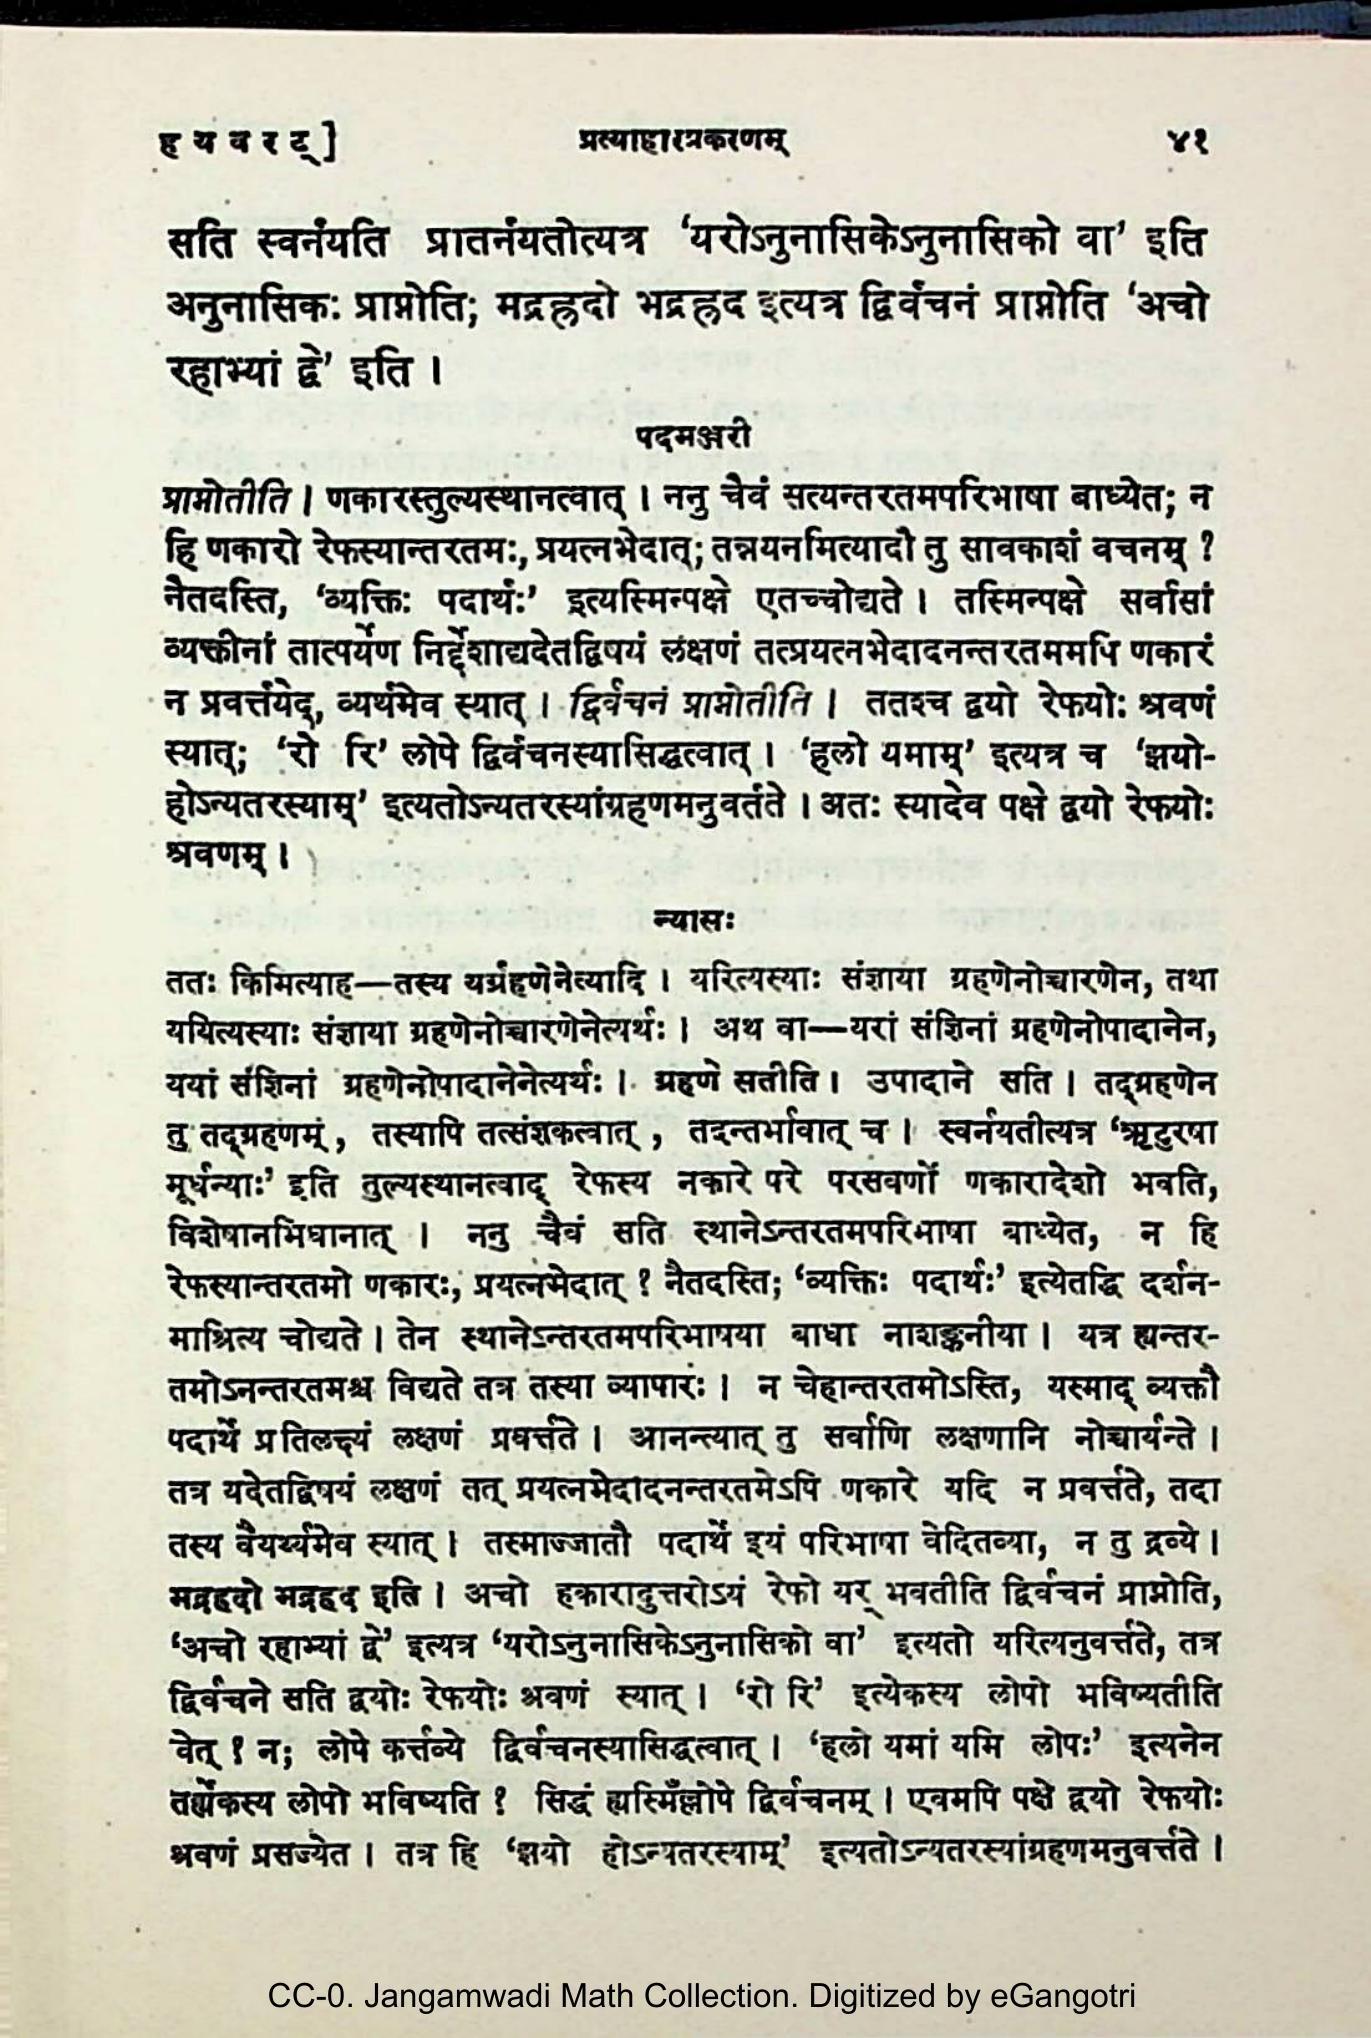 ह य व र ट्] प्रत्याहारप्रकरणम् ४१
सति स्वर्नयति प्रातर्नयतोत्यत्र ‘यरोऽनुनासिकेऽनुनासिको वा’ इति
अनुनासिकः प्राप्नोति; मद्रह्रदो भद्रह्रद इत्यत्र द्विर्वचनं प्राप्नोति ‘अचो
रहाभ्यां द्वे’ इति ।
पदमञ्जरी
प्राप्नोतीति । णकारस्तुल्यस्थानत्वात् । ननु चैवं सत्यन्तरतमपरिभाषा बाध्येत; न
हि णकारो रेफस्यान्तरतमः, प्रयत्नभेदात्; तन्नयनमित्यादौ तु सावकाशं वचनम् ?
नैतदस्ति, ‘व्यक्तिः पदार्थः’ इत्यस्मिन्पक्षे एतच्चोद्यते । तस्मिन्पक्षे सर्वासां
व्यक्तीनां तात्पर्येण निर्द्देशाद्यदेतद्विषयं लक्षणं तत्प्रयत्नभेदादनन्तरतममपि णकारं
न प्रवर्त्तयेद्, व्यर्थमेव स्यात् । द्विर्वचनं प्राप्नोतीति । ततश्च द्वयो रेफयोः श्रवणं
स्यात्; ‘रो रि’ लोपे द्विर्वचनस्यासिद्धत्वात् । ‘हलो यमाम्’ इत्यत्र च ‘झयो-
होऽन्यतरस्याम्’ इत्यतोऽन्यतरस्यांग्रहणमनुवर्तते । अतः स्यादेव पक्षे द्वयो रेफयोः
श्रवणम् ।
न्यासः
ततः किमित्याह—तस्य यर्ग्रहणेनेत्यादि । यरित्यस्याः संज्ञाया ग्रहणेनोच्चारणेन, तथा
ययित्यस्याः संज्ञाया ग्रहणेनोच्चारणेनेत्यर्थः । अथ वा—यरां संज्ञिनां ग्रहणेनोपादानेन,
ययां संज्ञिनां ग्रहणेनोपादानेनेत्यर्थः । ग्रहणे सतीति । उपादाने सति । तद्ग्रहणेन
तु तद्ग्रहणम्, तस्यापि तत्संज्ञकत्वात्, तदन्तर्भावात् च । स्वर्नयतीत्यत्र ‘ऋटुरषा
मूर्धन्याः’ इति तुल्यस्थानत्वाद् रेफस्य नकारे परे परसवर्णो णकारादेशो भवति,
विशेषानभिधानात् । ननु चैवं सति स्थानेऽन्तरतमपरिभाषा बाध्येत, न हि
रेफस्यान्तरतमो णकारः, प्रयत्नभेदात् ? नैतदस्ति; ‘व्यक्तिः पदार्थः’ इत्येतद्धि दर्शन-
माश्रित्य चोद्यते । तेन स्थानेऽन्तरतमपरिभाषया बाधा नाशङ्कनीया । यत्र ह्यन्तर-
तमोऽनन्तरतमश्च विद्यते तत्र तस्या व्यापारः । न चेहान्तरतमोऽस्ति, यस्माद् व्यक्तौ
पदार्थे प्रतिलक्ष्यं लक्षणं प्रवर्त्तते । आनन्त्यात् तु सर्वाणि लक्षणानि नोच्चार्यन्ते ।
तत्र यदेतद्विषयं लक्षणं तत् प्रयत्नभेदादनन्तरतमेऽपि णकारे यदि न प्रवर्त्तते, तदा
तस्य वैयर्थ्यमेव स्यात् । तस्माज्जातौ पदार्थे इयं परिभाषा वेदितव्या, न तु द्रव्ये ।
मद्रह्रदो मद्रह्रद इति । अचो हकारादुत्तरोऽयं रेफो यर् भवतीति द्विर्वचनं प्राप्नोति,
‘अचो रहाभ्यां द्वे’ इत्यत्र ‘यरोऽनुनासिकेऽनुनासिको वा’ इत्यतो यरित्यनुवर्त्तते, तत्र
द्विर्वचने सति द्वयोः रेफयोः श्रवणं स्यात् । ‘रो रि’ इत्येकस्य लोपो भविष्यतीति
चेत् ? न; लोपे कर्त्तव्ये द्विर्वचनस्यासिद्धत्वात् । ‘हलो यमां यमि लोपः’ इत्यनेन
तर्ह्येकस्य लोपो भविष्यति ? सिद्धं ह्यस्मिँल्लोपे द्विर्वचनम् । एवमपि पक्षे द्वयो रेफयोः
श्रवणं प्रसज्येत । तत्र हि ‘झयो होऽन्यतरस्याम्’ इत्यतोऽन्यतरस्यांग्रहणमनुवर्त्तते ।
CC-0. Jangamwadi Math Collection. Digitized by eGangotri